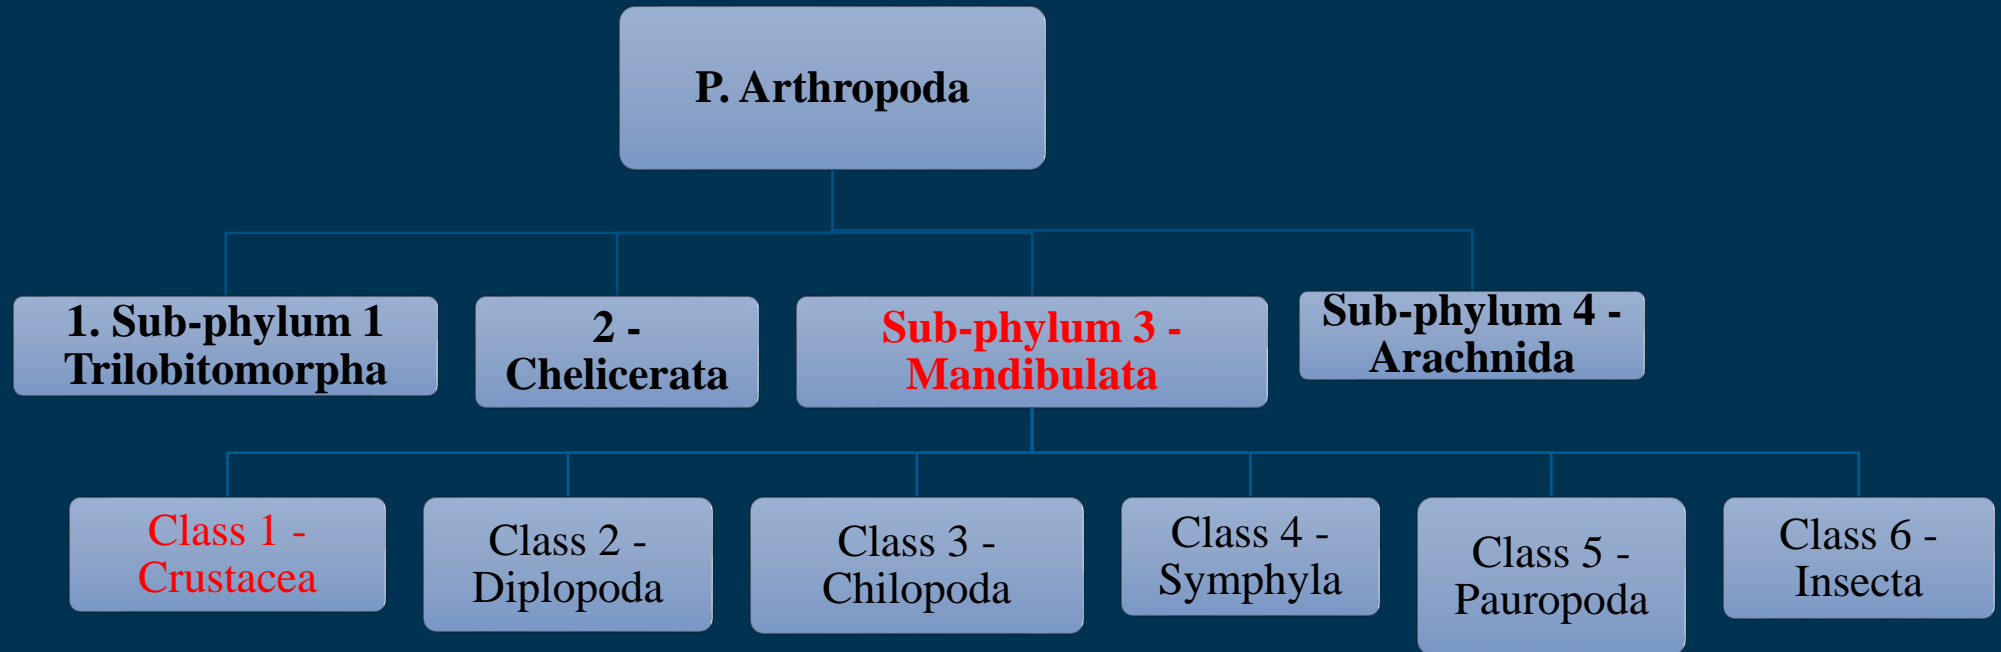 P. Arthropoda
1. Sub-phylum 1
Trilobitomorpha
2 -
Chelicerata
Sub-phylum 3 -
Mandibulata
Sub-phylum 4 -
Arachnida
Class 1 -
Crustacea
Class 2 -
Diplopoda
Class 3 -
Chilopoda
Class 4 -
Symphyla
Class 5 -
Pauropoda
Class 6 -
Insecta